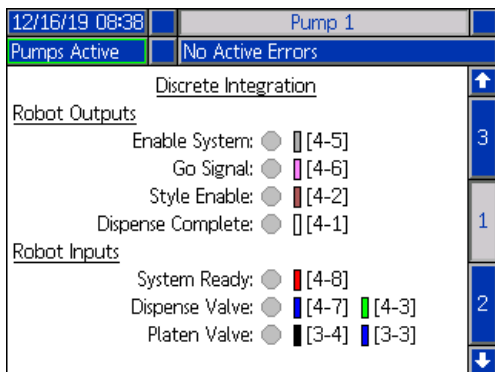 12/16/19 08:38 Pump 1
Pumps Active No Active Errors
Discrete Integration
Robot Outputs
Enable System: [4-5]
Go Signal: [4-6]
Style Enable: [4-2]
Dispense Complete: [4-1]
Robot Inputs
System Ready: [4-8]
Dispense Valve: [4-7] [4-3]
Platen Valve: [3-4] [3-3]
3
1
2